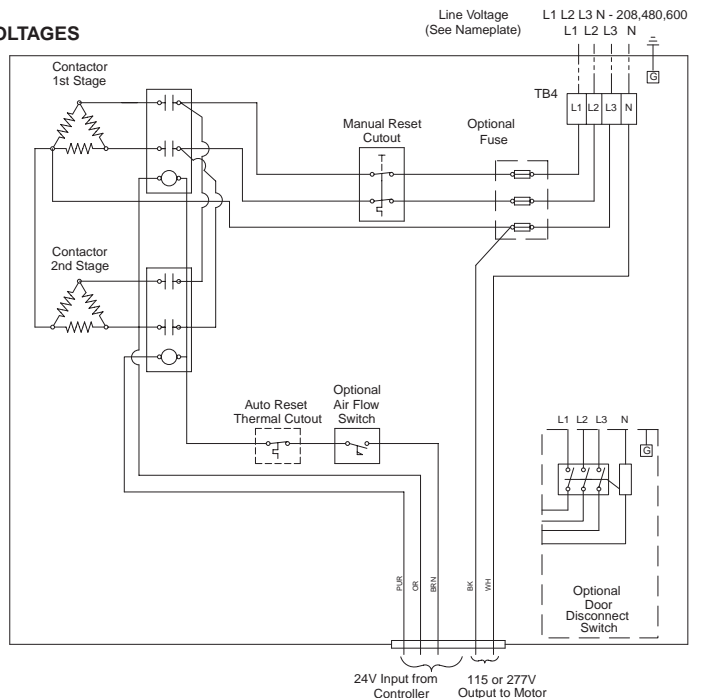 OLTAGES
Line Voltage
(See Nameplate)
L1 L2 L3 N - 208,480,600
L1 L2 L3 N
G
TB4
L1 L2 L3 N
Contactor
1st Stage
Manual Reset
Cutout
Optional
Fuse
Contactor
2nd Stage
Auto Reset
Thermal Cutout
Optional
Air Flow
Switch
L1 L2 L3 N
G
Optional
Door
Disconnect
Switch
PUR
OR
BRN
BK
WH
24V Input from
Controller
115 or 277V
Output to Motor